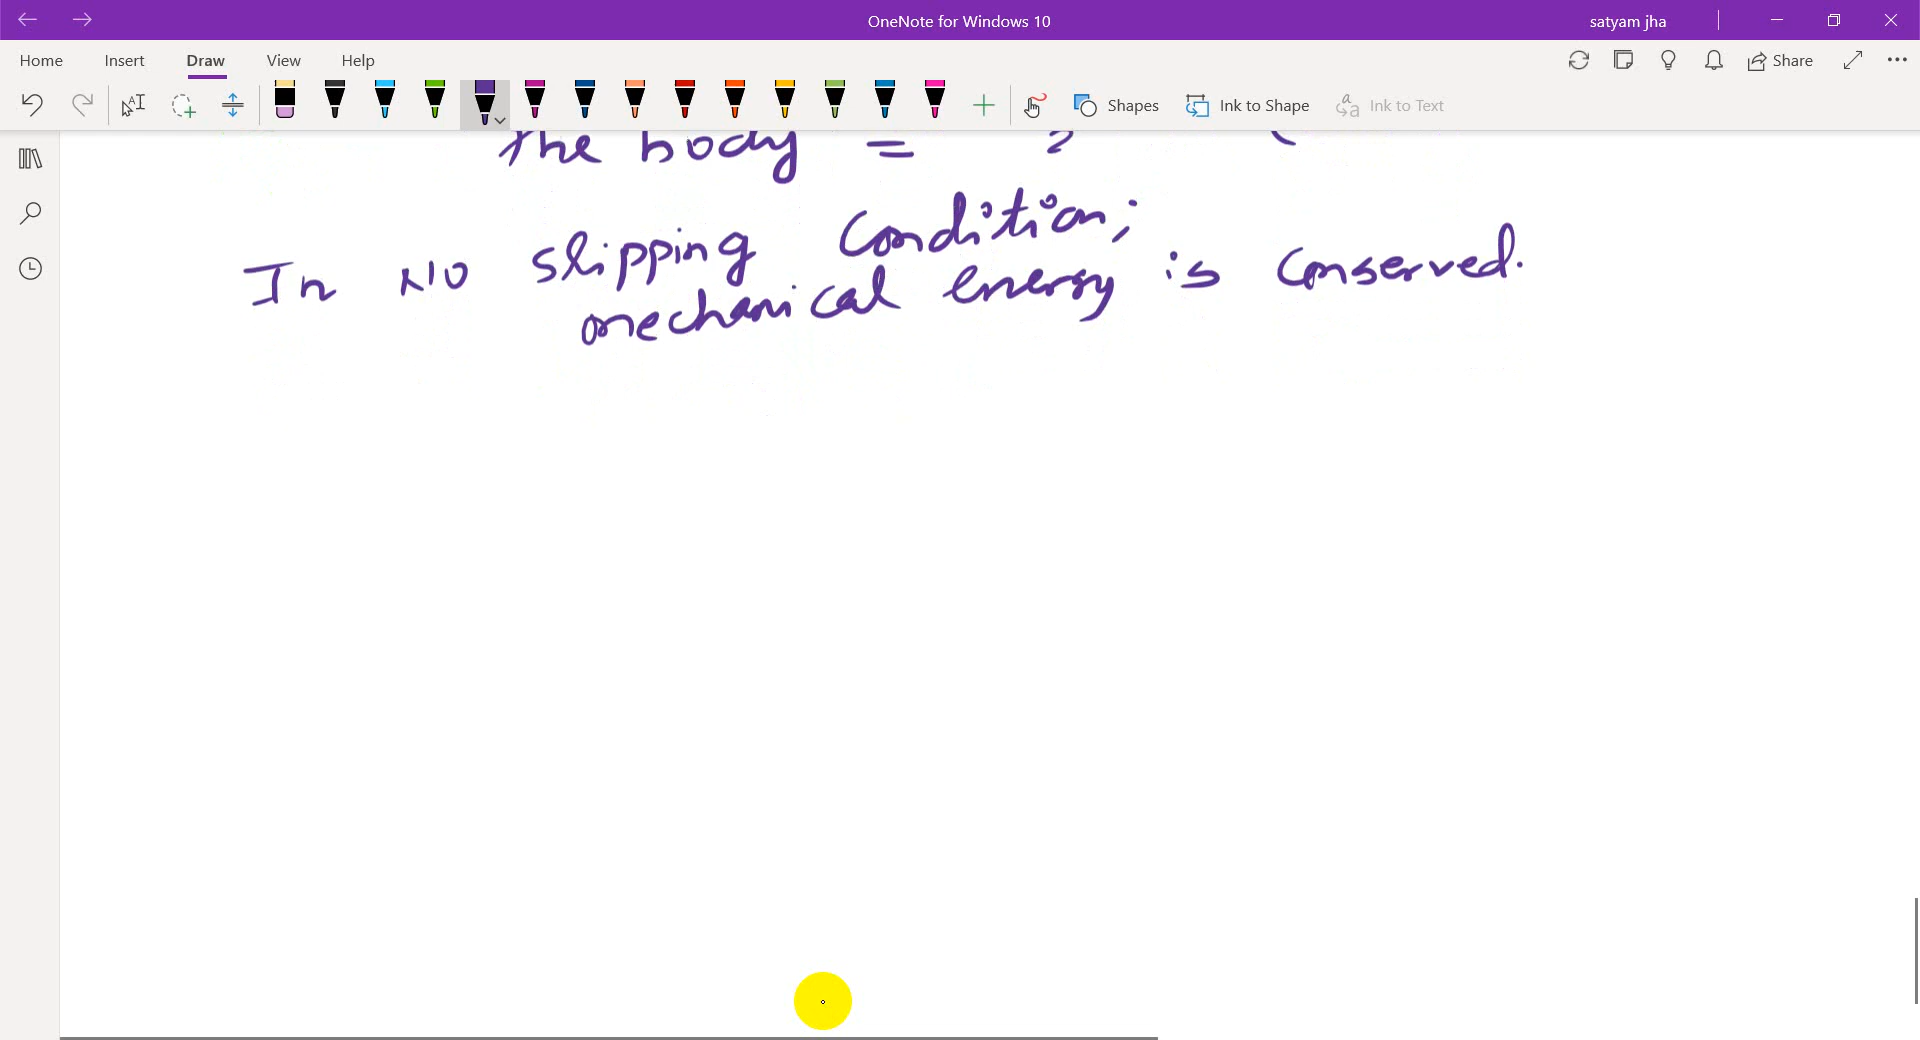 OneNote for Windows 10
satyam jha
Home Insert Draw View Help
Share
Shapes Ink to Shape Ink to Text
the body =
In No slipping condition;
mechanical energy is conserved.